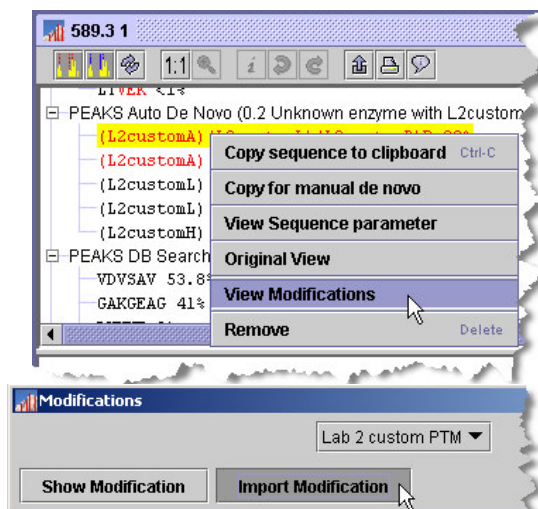 589.3 1
1:1
LIVEK <1%
PEAKS Auto De Novo (0.2 Unknown enzyme with L2custom
(L2customA)
(L2customA)
(L2customL)
(L2customL)
(L2customH)
PEAKS DB Search
VDVSAV 53.8%
GAKGEAG 41%
Copy sequence to clipboard Ctrl-C
Copy for manual de novo
View Sequence parameter
Original View
View Modifications
Remove Delete
Modifications
Lab 2 custom PTM
Show Modification Import Modification